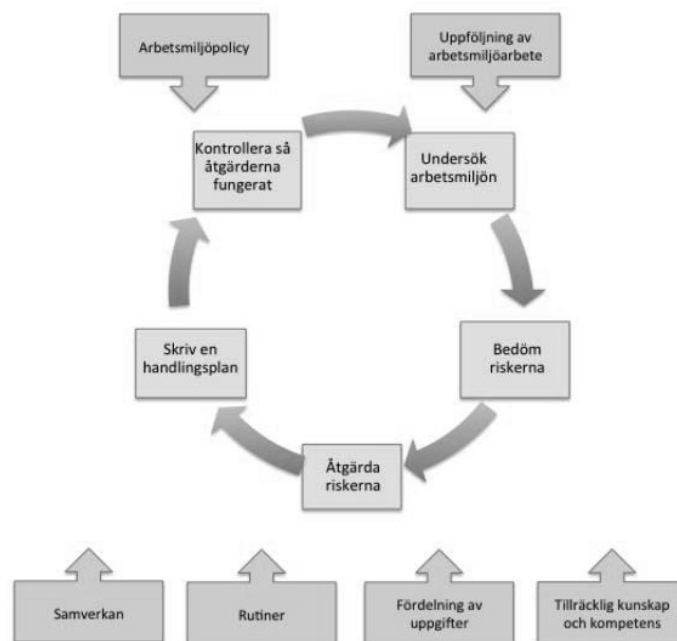 Arbetsmiljöpolicy
Uppföljning av
arbetsmiljöarbete
Kontrollera så
åtgärderna
fungerat
Undersök
arbetsmiljön
Bedöm
riskerna
Åtgärda
riskerna
Skriv en
handlingsplan
Samverkan
Rutiner
Fördelning av
uppgifter
Tillräcklig kunskap
och kompetens